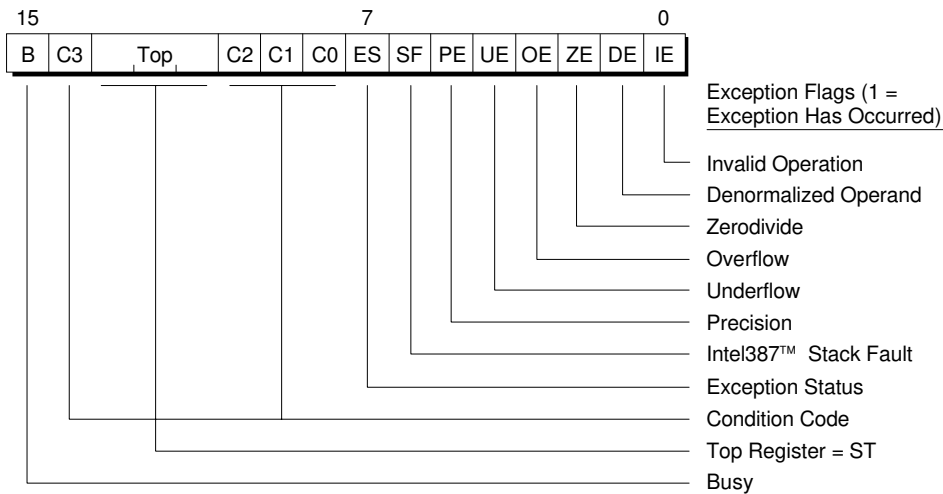 15 7 0
B C3 Top C2 C1 C0 ES SF PE UE OE ZE DE IE
Exception Flags (1 =
Exception Has Occurred)
Invalid Operation
Denormalized Operand
Zerodivide
Overflow
Underflow
Precision
Intel387™ Stack Fault
Exception Status
Condition Code
Top Register = ST
Busy